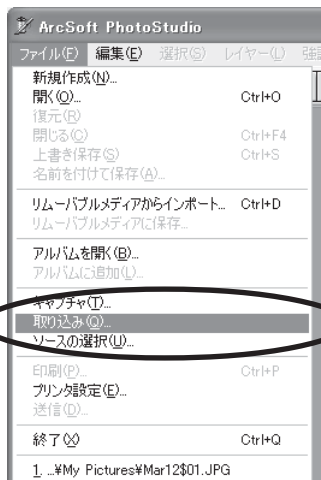 ArcSoft PhotoStudio
ファイル(F) 編集(E) 選択(S) レイヤー(L) 強
新規作成(N)...
開く(O)... Ctrl+O
復元(R)
閉じる(C) Ctrl+F4
上書き保存(S) Ctrl+S
名前を付けて保存(A)...
リムーバブルメディアからインポート... Ctrl+D
リムーバブルメディアに保存...
アルバムを開く(B)...
アルバムに追加(L)...
キャプチャ(T)...
取り込み(Q)...
ソースの選択(U)...
印刷(P)... Ctrl+P
プリンタ設定(E)...
送信(D)...
終了(X) Ctrl+Q
1. ...¥My Pictures¥Mar12$01.JPG